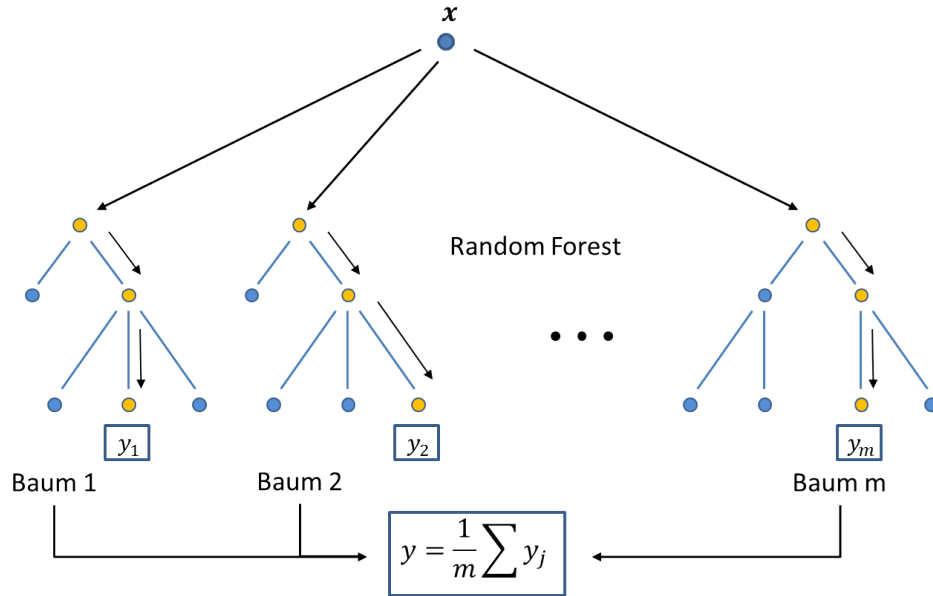 x
Random Forest
• • •
y₁
y₂
yₘ
Baum 1
Baum 2
Baum m
y = 1/m ∑ yⱼ